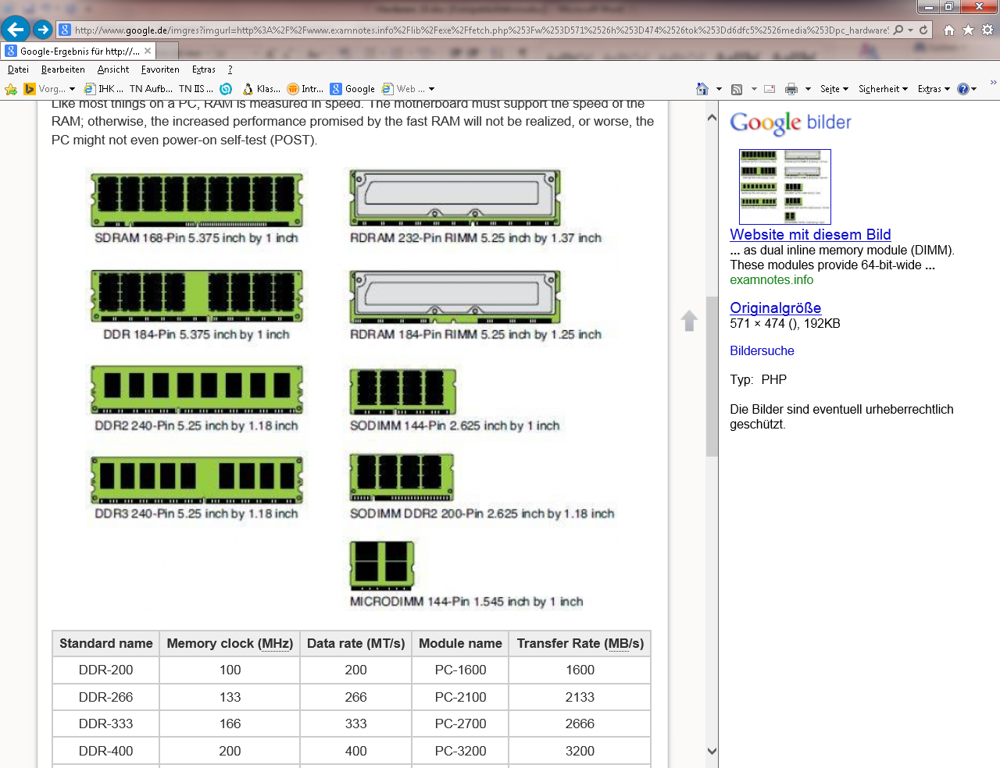 http://www.google.de/imgres?imgurl=http%3A%2F%2Fwww.examnotes.info%2Flib%2Fexe%2Ffetch.php%253Fw%253D571%2526h%253D474%2526tok%253Dd6dfc5%2526media%253Dpc_hardware%
Google-Ergebnis für http://...
Datei Bearbeiten Ansicht Favoriten Extras ?
Vorg... IHK ... TN Aufb... TN IIS ... Klas... Intr... Google Web ... Seite Sicherheit Extras
Like most things on a PC, RAM is measured in speed. The motherboard must support the speed of the
RAM; otherwise, the increased performance promised by the fast RAM will not be realized, or worse, the
PC might not even power-on self-test (POST).
SDRAM 168-Pin 5.375 inch by 1 inch
RDRAM 232-Pin RIMM 5.25 inch by 1.37 inch
DDR 184-Pin 5.375 inch by 1 inch
RDRAM 184-Pin RIMM 5.25 inch by 1.25 inch
DDR2 240-Pin 5.25 inch by 1.18 inch
SODIMM 144-Pin 2.625 inch by 1 inch
DDR3 240-Pin 5.25 inch by 1.18 inch
SODIMM DDR2 200-Pin 2.625 inch by 1.18 inch
MICRODIMM 144-Pin 1.545 inch by 1 inch
Standard name Memory clock (MHz) Data rate (MT/s) Module name Transfer Rate (MB/s)
DDR-200 100 200 PC-1600 1600
DDR-266 133 266 PC-2100 2133
DDR-333 166 333 PC-2700 2666
DDR-400 200 400 PC-3200 3200
Google bilder
Website mit diesem Bild
... as dual inline memory module (DIMM).
These modules provide 64-bit-wide ...
examnotes.info
Originalgröße
571 × 474 (), 192KB
Bildersuche
Typ: PHP
Die Bilder sind eventuell urheberrechtlich
geschützt.